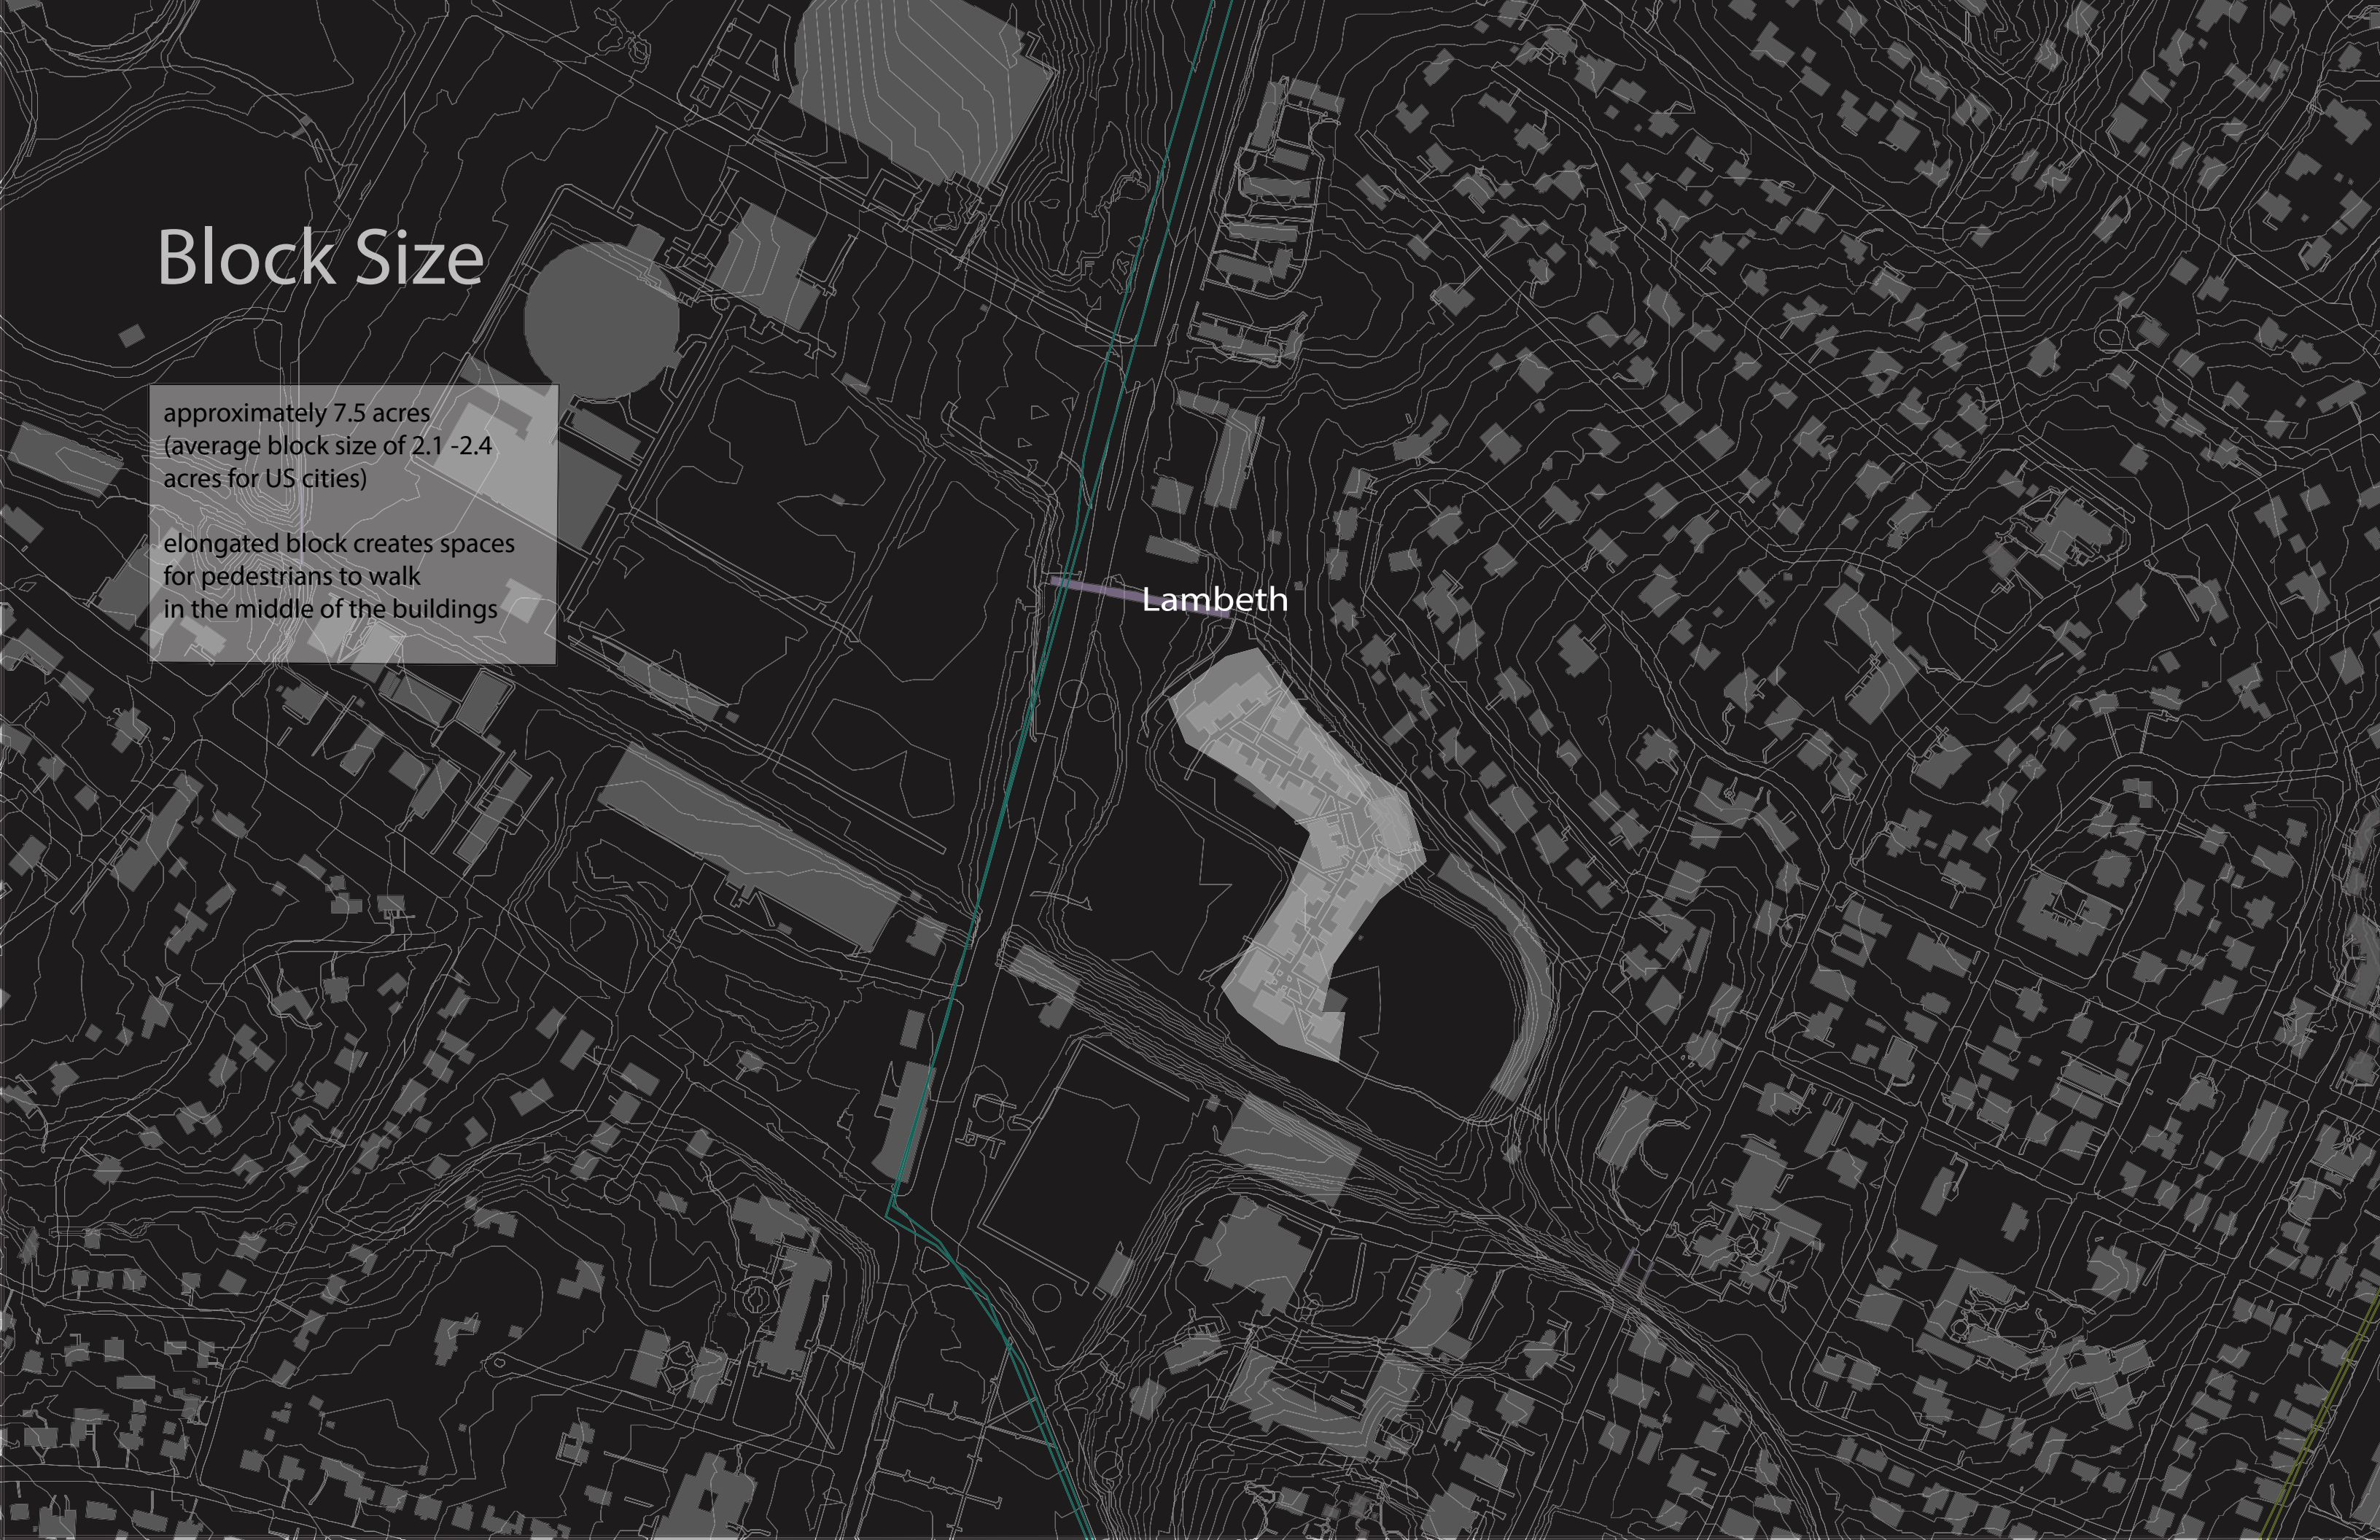 Block Size
approximately 7.5 acres
(average block size of 2.1 -2.4
acres for US cities)
elongated block creates spaces
for pedestrians to walk
in the middle of the buildings
Lambeth